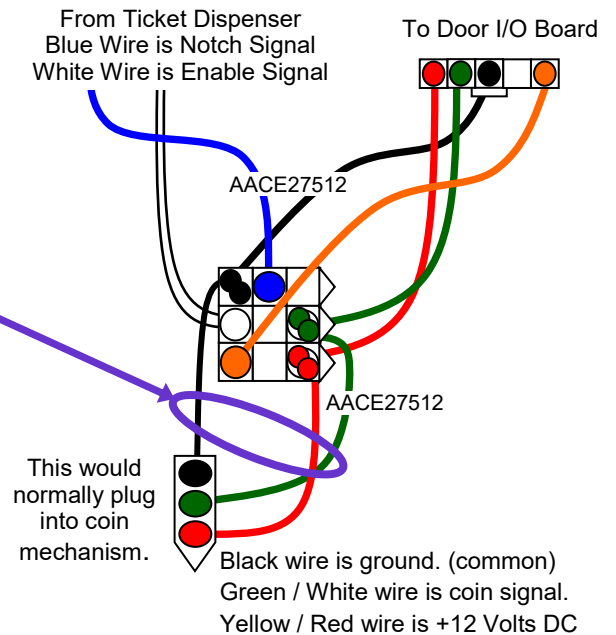 From Ticket Dispenser
Blue Wire is Notch Signal
White Wire is Enable Signal
To Door I/O Board
AACE27512
AACE27512
This would
normally plug
into coin
mechanism.
Black wire is ground. (common)
Green / White wire is coin signal.
Yellow / Red wire is +12 Volts DC